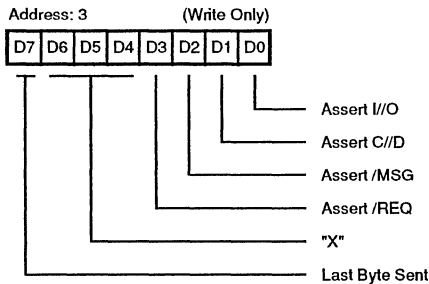 Address: 3 (Write Only)
D7 D6 D5 D4 D3 D2 D1 D0
Assert I//O
Assert C//D
Assert /MSG
Assert /REQ
"X"
Last Byte Sent